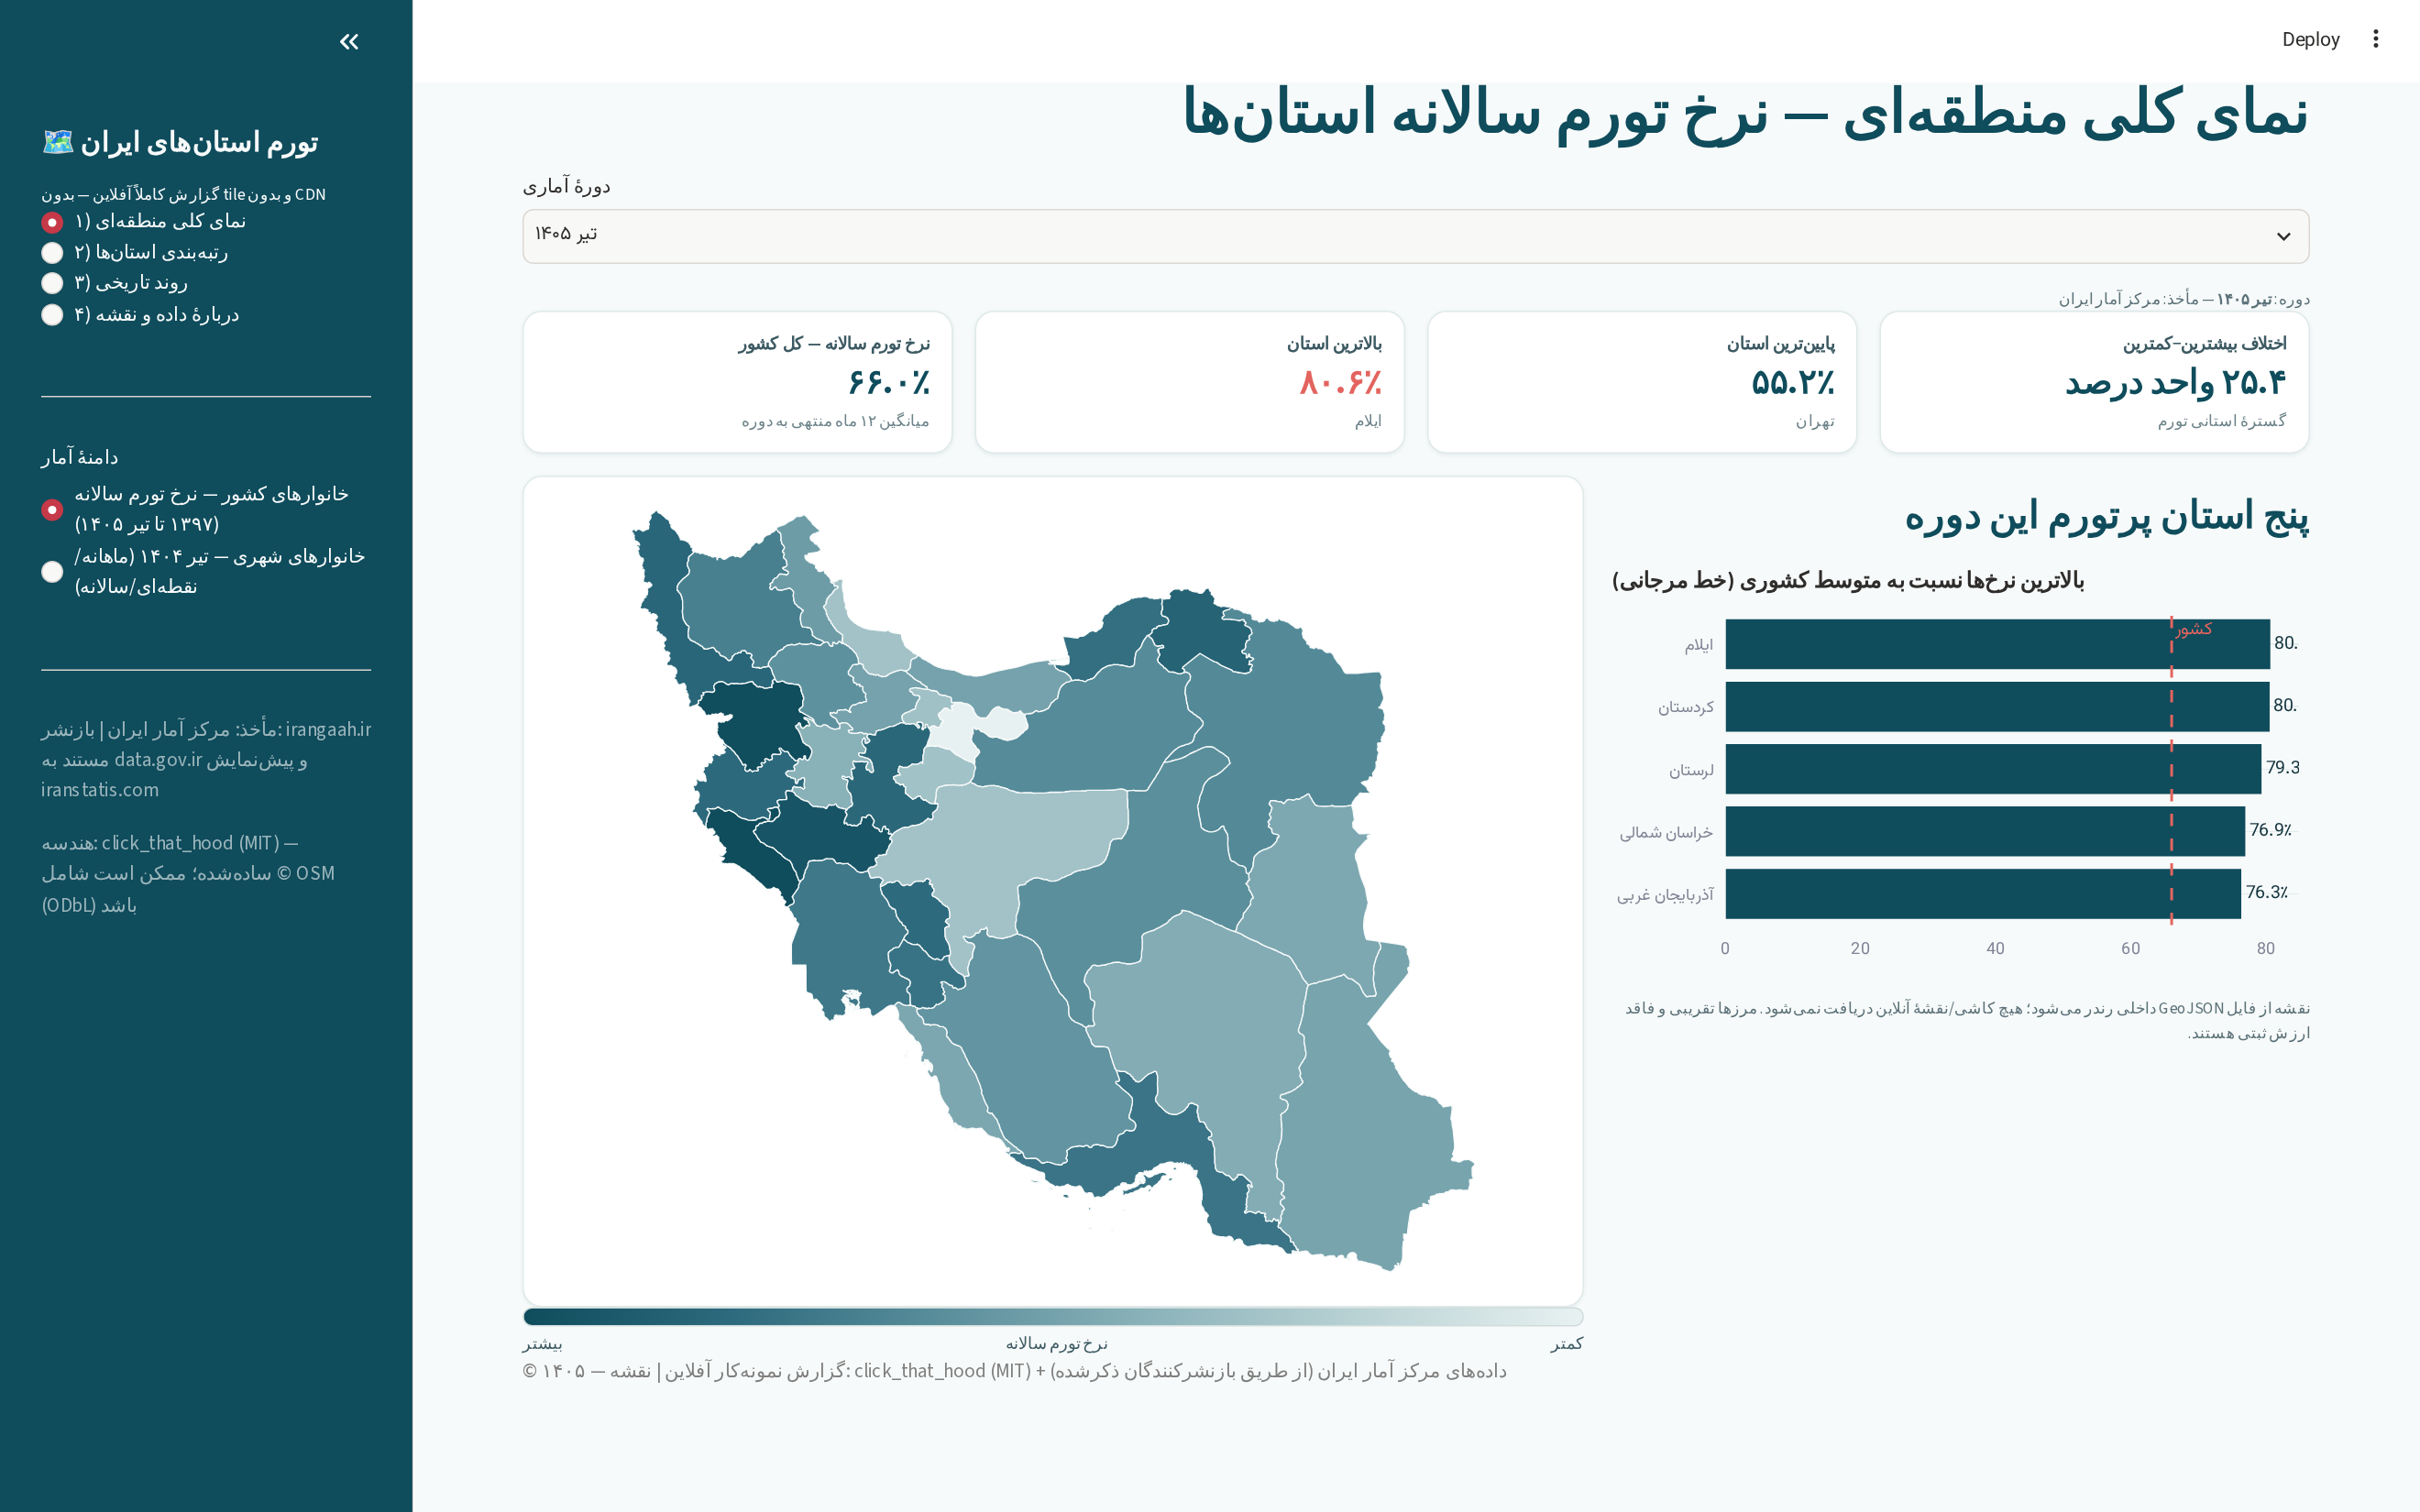 Deploy
تورم استان‌های ایران
گزارش کاملاً آفلاین — بدون tile و بدون CDN
۱) نمای کلی منطقه‌ای
۲) رتبه‌بندی استان‌ها
۳) روند تاریخی
۴) دربارهٔ داده و نقشه
دامنهٔ آمار
خانوارهای کشور — نرخ تورم سالانه
(۱۳۹۷ تا تیر ۱۴۰۵)
خانوارهای شهری — تیر ۱۴۰۴ (ماهانه/
نقطه‌ای/سالانه)
مأخذ: مرکز آمار ایران | بازنشر: irangaah.ir
و پیش‌نمایش data.gov.ir مستند به
iranstatis.com
هندسه: click_that_hood (MIT) —
ساده‌شده؛ ممکن است شامل © OSM
(ODbL) باشد
نمای کلی منطقه‌ای — نرخ تورم سالانه استان‌ها
دورهٔ آماری
تیر ۱۴۰۵
دوره: تیر ۱۴۰۵ — مأخذ: مرکز آمار ایران
اختلاف بیشترین–کمترین
۲۵.۴ واحد درصد
گسترهٔ استانی تورم
پایین‌ترین استان
۵۵.۲٪
تهران
بالاترین استان
۸۰.۶٪
ایلام
نرخ تورم سالانه — کل کشور
۶۶.۰٪
میانگین ۱۲ ماه منتهی به دوره
پنج استان پرتورم این دوره
بالاترین نرخ‌ها نسبت به متوسط کشوری (خط مرجانی)
کشور
ایلام 80.
کردستان 80.
لرستان 79.3
خراسان شمالی 76.9٪
آذربایجان غربی 76.3٪
0 20 40 60 80
نقشه از فایل GeoJSON داخلی رندر می‌شود؛ هیچ کاشی/نقشهٔ آنلاین دریافت نمی‌شود. مرزها تقریبی و فاقد
ارزش ثبتی هستند.
کمتر نرخ تورم سالانه بیشتر
© ۱۴۰۵ — گزارش نمونه‌کار آفلاین | نقشه: click_that_hood (MIT) + داده‌های مرکز آمار ایران (از طریق بازنشرکنندگان ذکرشده)